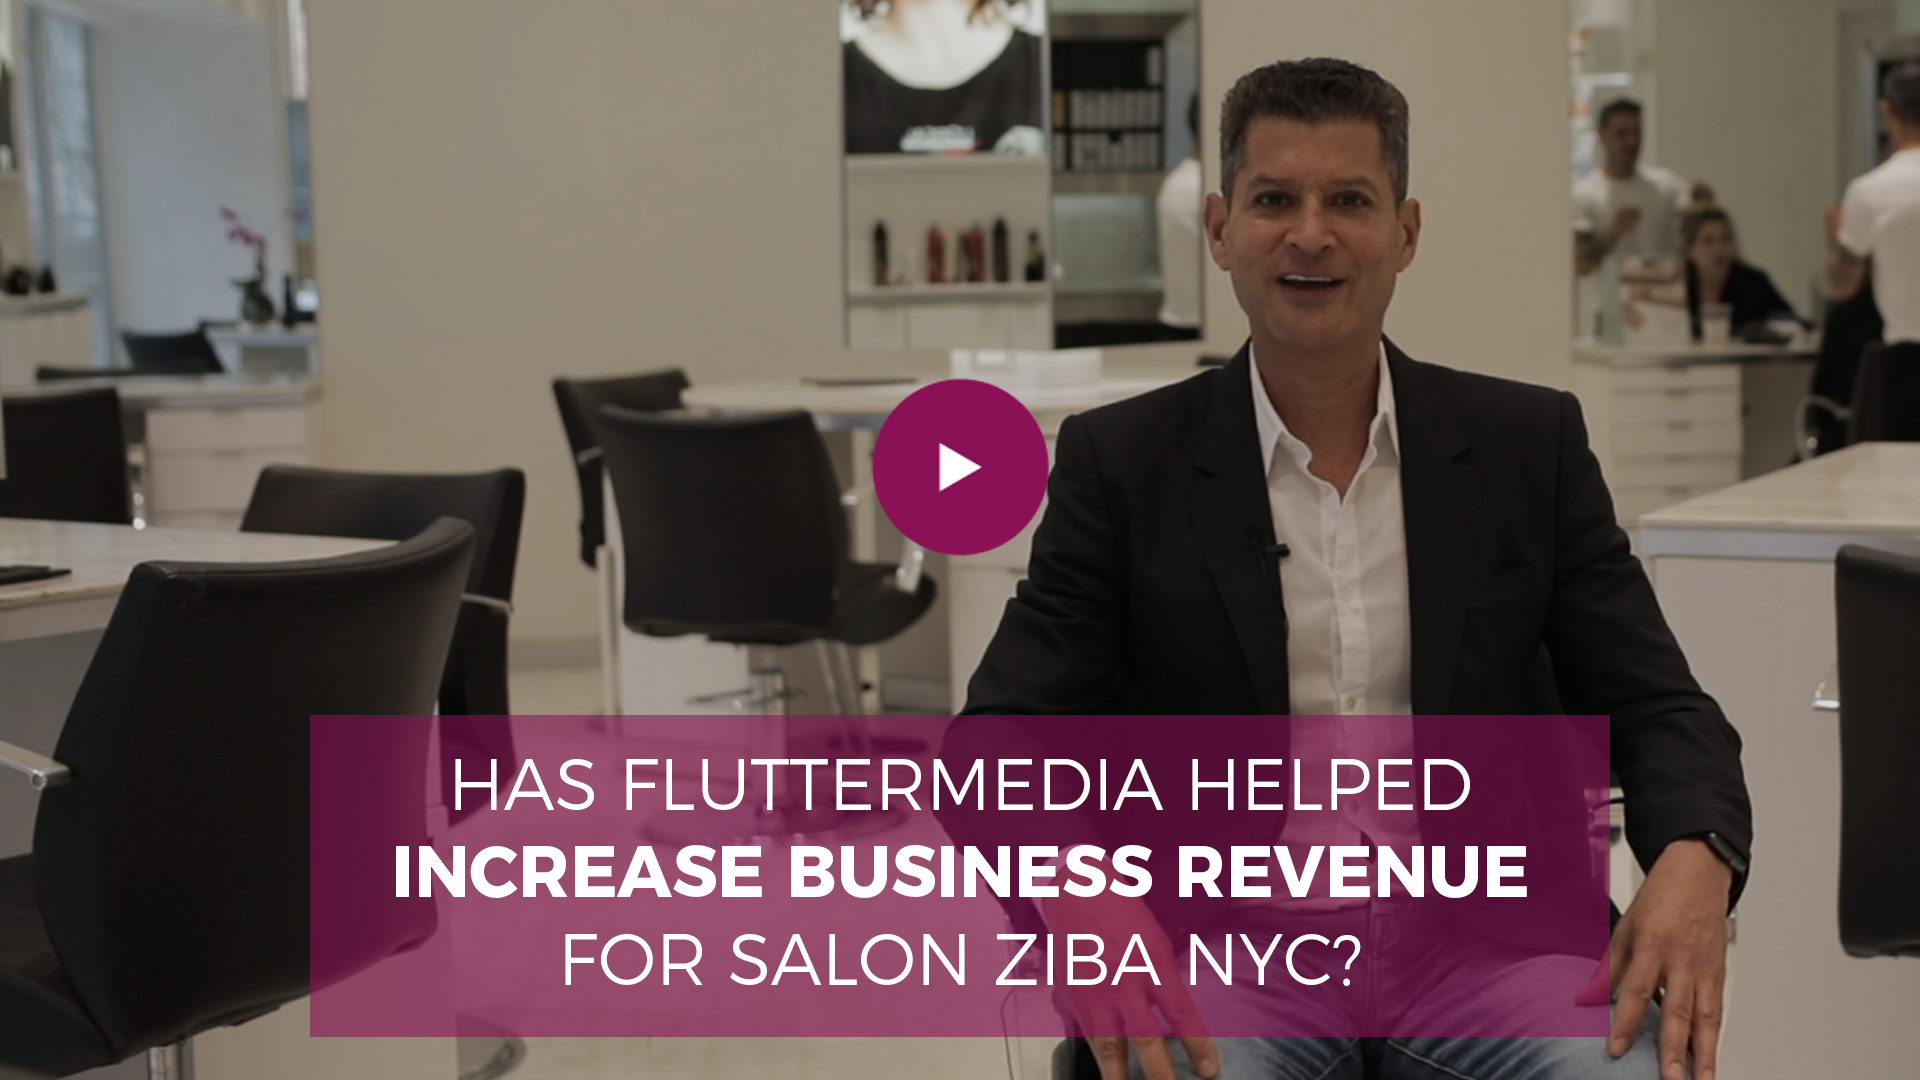 HAS FLUTTERMEDIA HELPED
INCREASE BUSINESS REVENUE
FOR SALON ZIBA NYC?